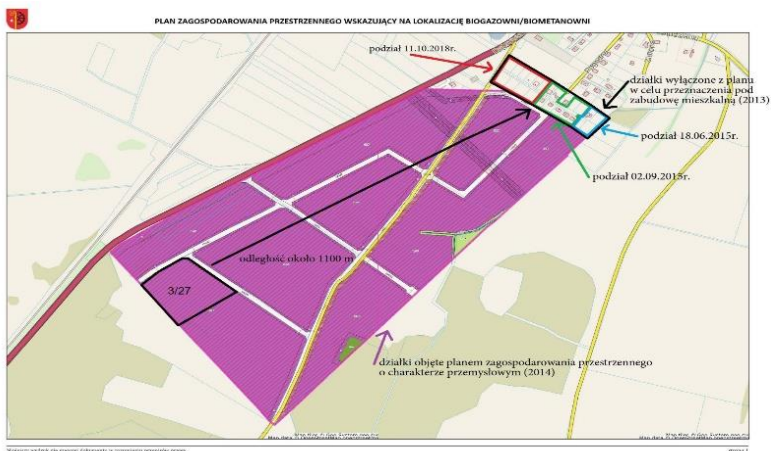 PLAN ZAGOSPODAROWANIA PRZESTRZENNEGO WSKAZUJĄCY NA LOKALIZACJĘ BIOGAZOWNI/BIOMETANOWNI
podział 11.10.2018r.
działki wyłączone z planu
w celu przeznaczenia pod
zabudowę mieszkalną (2013)
podział 18.06.2015r.
podział 02.09.2015r.
odległość około 1100 m
3/27
działki objęte planem zagospodarowania przestrzennego
o charakterze przemysłowym (2014)